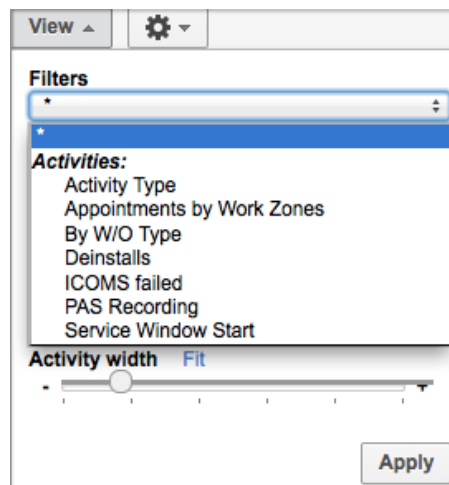 View
Filters
*
*
Activities:
Activity Type
Appointments by Work Zones
By W/O Type
Deinstalls
ICOMS failed
PAS Recording
Service Window Start
Activity width Fit
- +
Apply